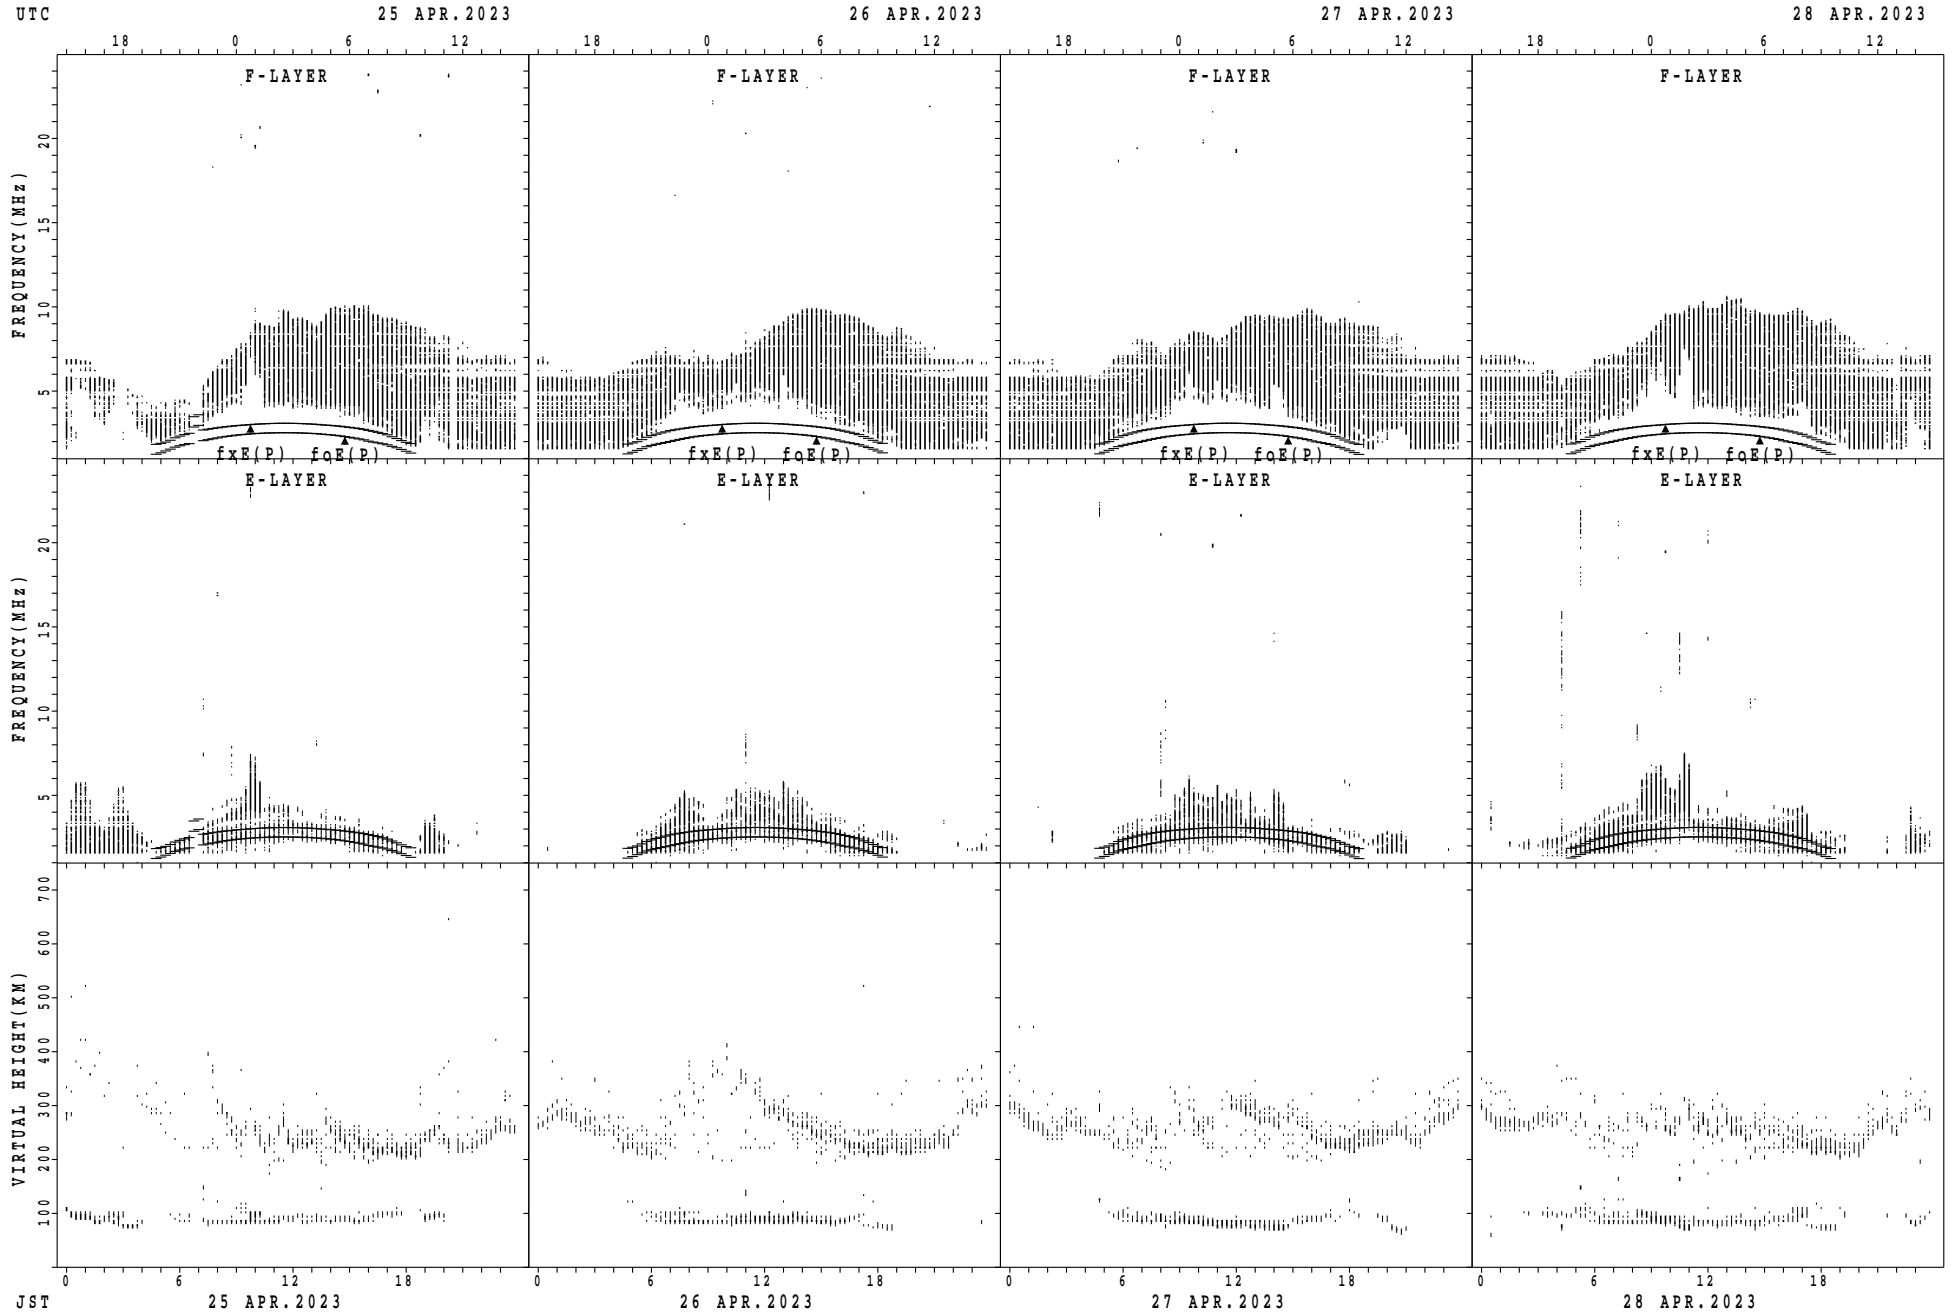 UTC 25 APR.2023 26 APR.2023 27 APR.2023 28 APR.2023
18 0 6 12 18 0 6 12 18 0 6 12 18 0 6 12
F-LAYER F-LAYER F-LAYER F-LAYER
FREQUENCY(MHz)
20
15
10
5
fxE(P) foE(P) fxE(P) foE(P) fxE(P) foE(P) fxE(P) foE(P)
E-LAYER E-LAYER E-LAYER E-LAYER
FREQUENCY(MHz)
20
15
10
5
VIRTUAL HEIGHT(KM)
700
600
500
400
300
200
100
0 6 12 18 0 6 12 18 0 6 12 18 0 6 12 18
JST 25 APR.2023 26 APR.2023 27 APR.2023 28 APR.2023